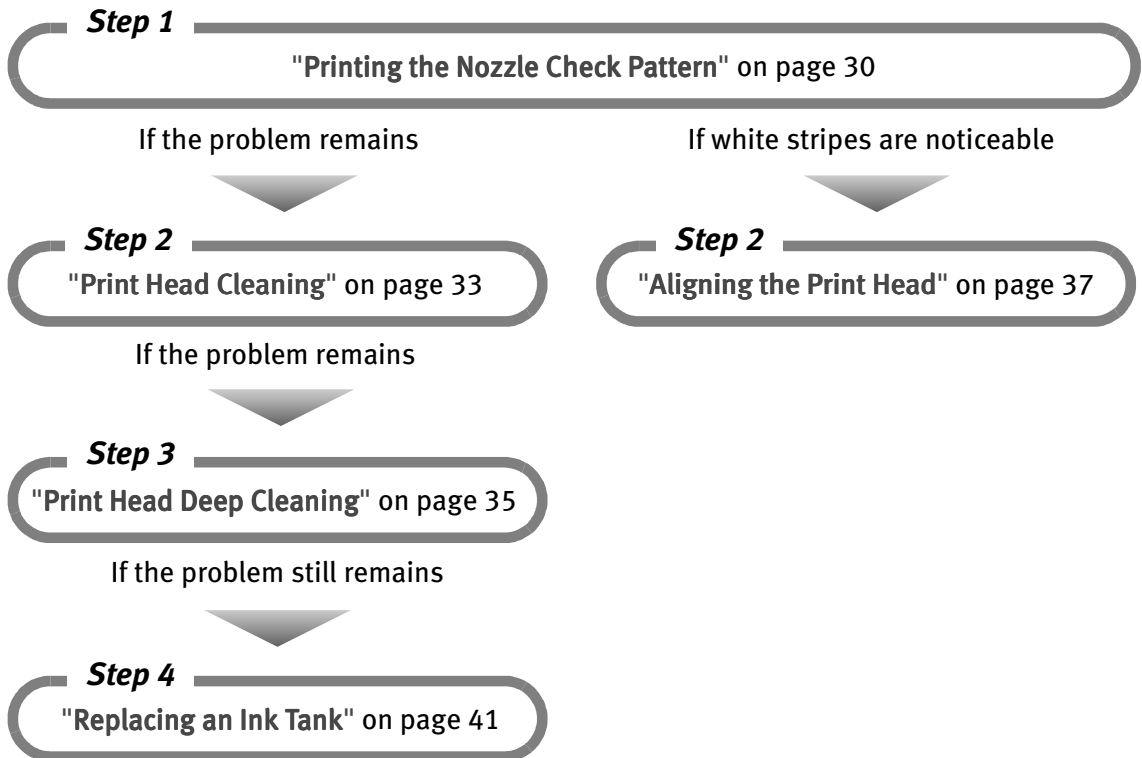 Step 1
"Printing the Nozzle Check Pattern" on page 30
If the problem remains
If white stripes are noticeable
Step 2
"Print Head Cleaning" on page 33
Step 2
"Aligning the Print Head" on page 37
If the problem remains
Step 3
"Print Head Deep Cleaning" on page 35
If the problem still remains
Step 4
"Replacing an Ink Tank" on page 41